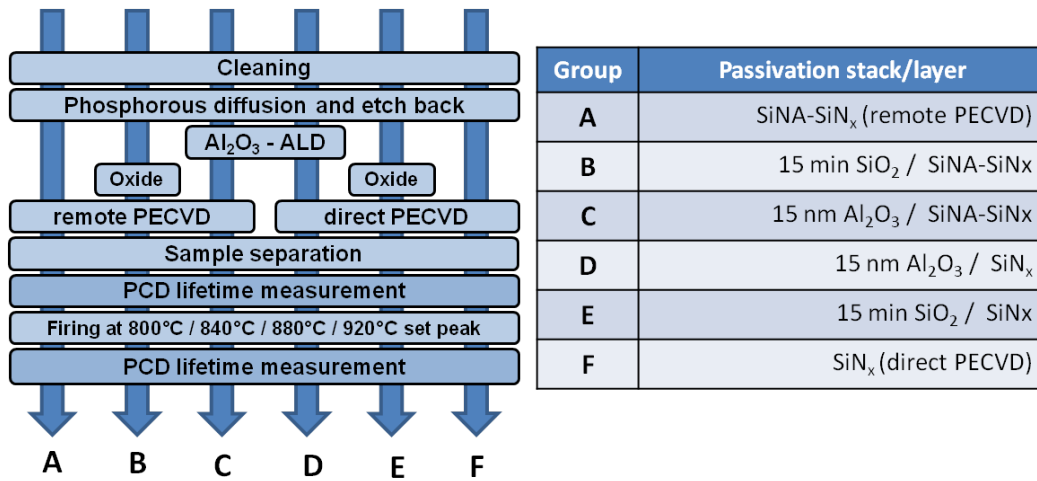 Cleaning
Phosphorous diffusion and etch back
Al₂O₃ - ALD
Oxide
Oxide
remote PECVD
direct PECVD
Sample separation
PCD lifetime measurement
Firing at 800°C / 840°C / 880°C / 920°C set peak
PCD lifetime measurement
A B C D E F
Group Passivation stack/layer
A SiNA-SiNₓ (remote PECVD)
B 15 min SiO₂ / SiNA-SiNx
C 15 nm Al₂O₃ / SiNA-SiNx
D 15 nm Al₂O₃ / SiNₓ
E 15 min SiO₂ / SiNx
F SiNₓ (direct PECVD)